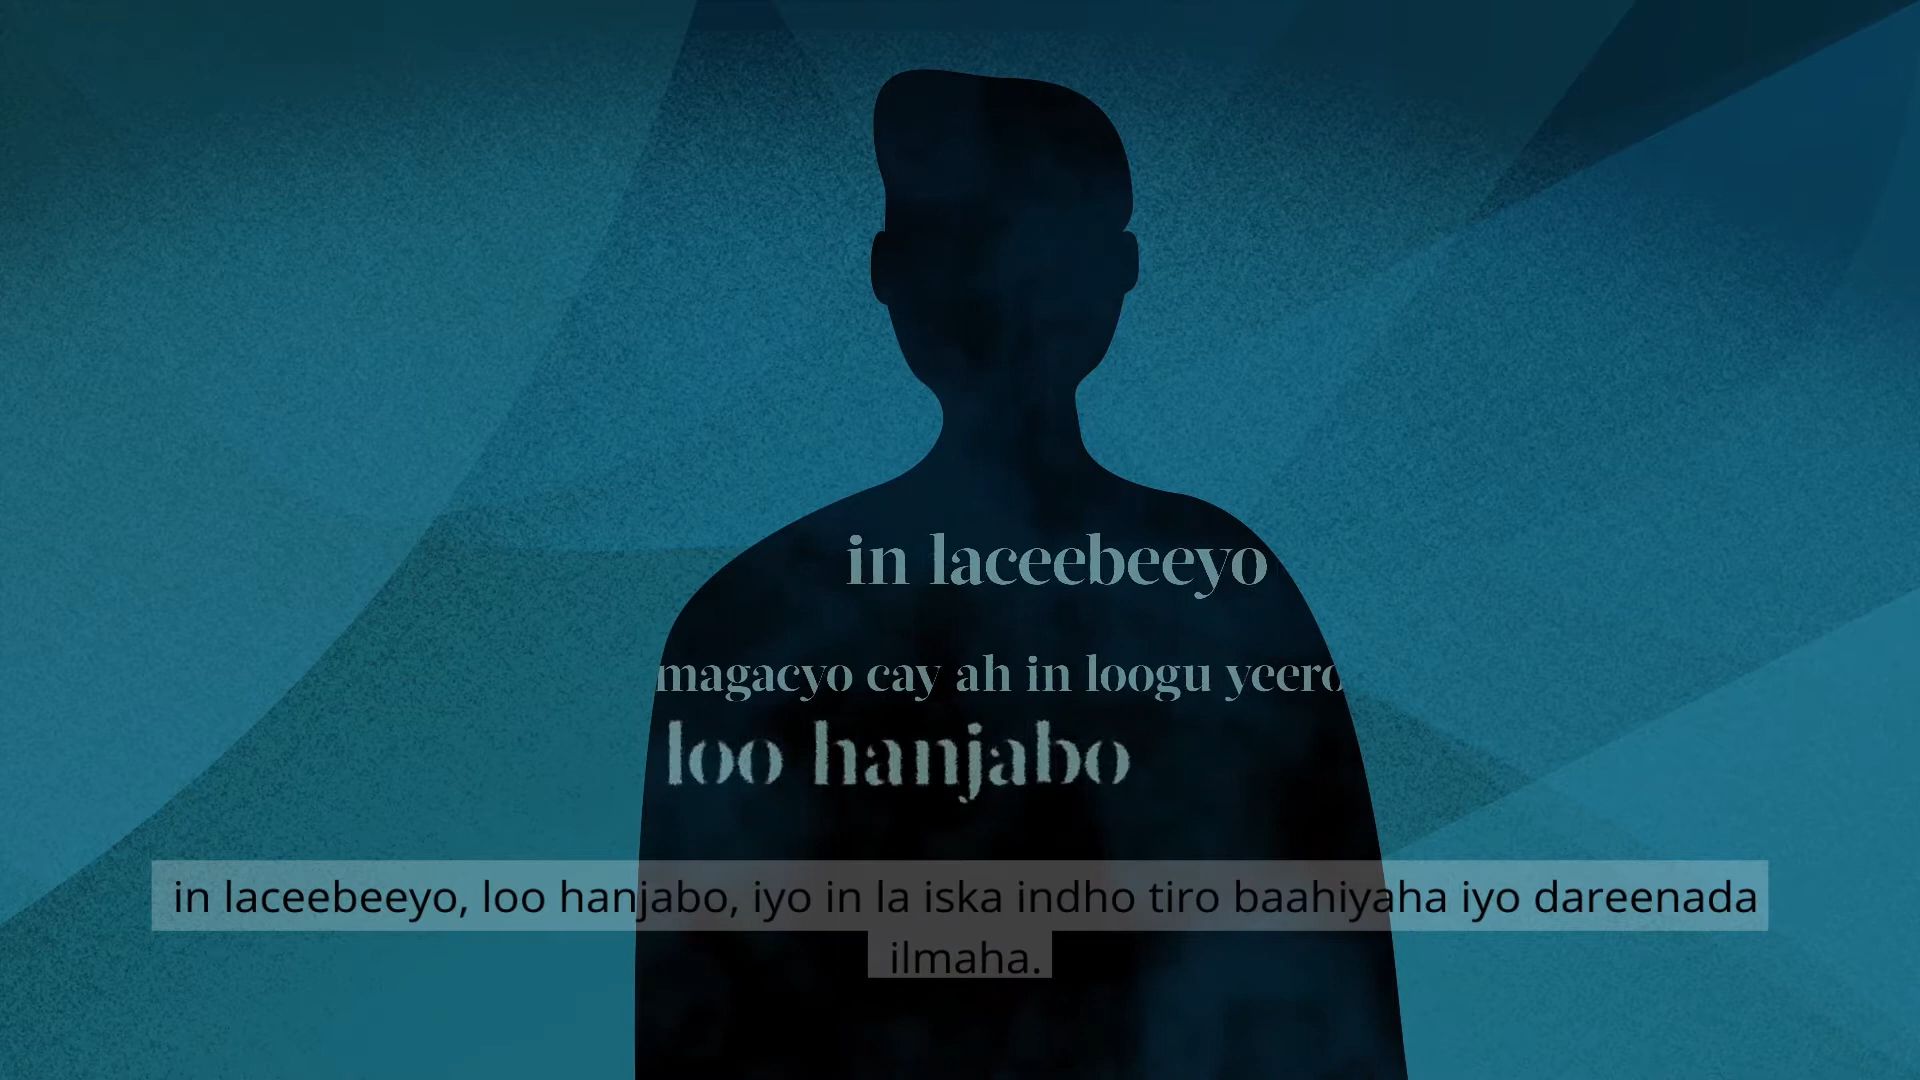 in laceebeeyo
magacyo cay ah in loogu yeero
loo hanjabo
in laceebeeyo, loo hanjabo, iyo in la iska indho tiro baahiyaha iyo dareenada
ilmaha.